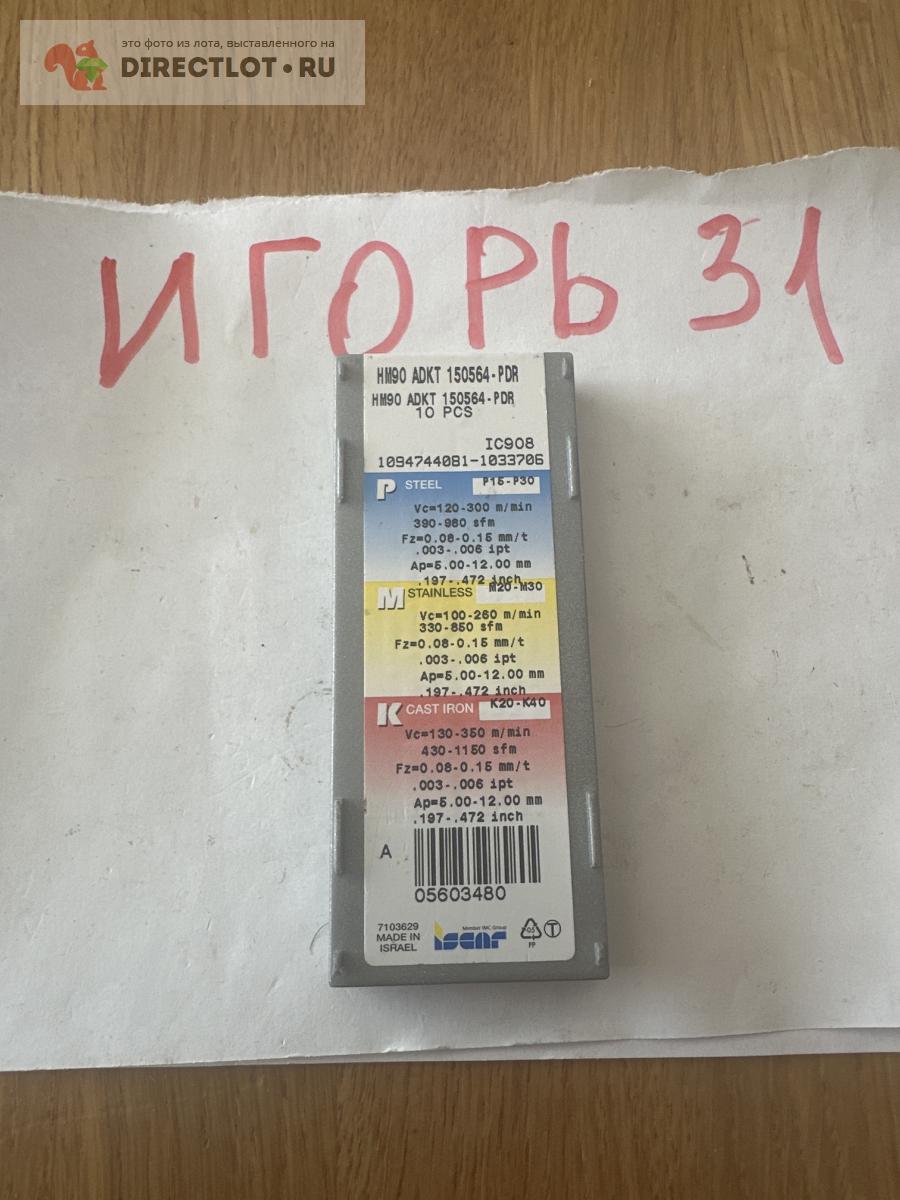 это фото из лота, выставленного на
DIRECTLOT•RU
ИГОРЬ 31
HM90 ADKT 150564-PDR
HM90 ADKT 150564-PDR
10 PCS
IC908
1094744081-1033706
P STEEL P15-P30
Vc=120-300 m/min
390-980 sfm
Fz=0.08-0.15 mm/t
.003-.006 ipt
Ap=5.00-12.00 mm
.197-.472 inch
M STAINLESS M20-M30
Vc=100-260 m/min
330-850 sfm
Fz=0.08-0.15 mm/t
.003-.006 ipt
Ap=5.00-12.00 mm
.197-.472 inch
K CAST IRON K20-K40
Vc=130-350 m/min
430-1150 sfm
Fz=0.08-0.15 mm/t
.003-.006 ipt
Ap=5.00-12.00 mm
.197-.472 inch
A
05603480
7103629
MADE IN
ISRAEL
Member IMC Group
iscar
05
PP
T